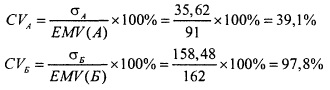 CV_A = σ_A / EMV(А) ×100% = 35,62 / 91 ×100% = 39,1%
CV_Б = σ_Б / EMV(Б) ×100% = 158,48 / 162 ×100% = 97,8%